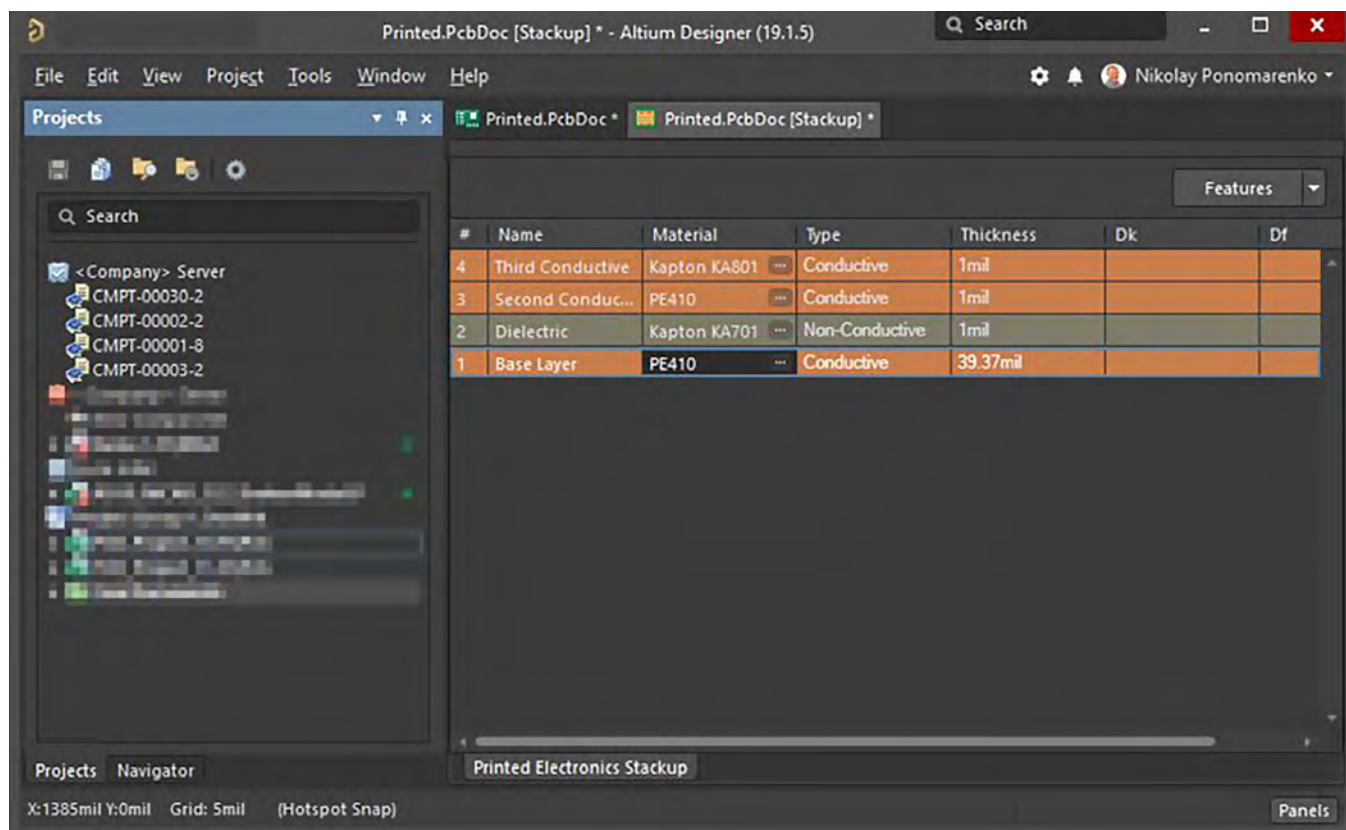 Printed.PcbDoc [Stackup] * - Altium Designer (19.1.5)
Search
File Edit View Project Tools Window Help
Nikolay Ponomarenko
Projects
Printed.PcbDoc *
Printed.PcbDoc [Stackup] *
Features
Search
# Name Material Type Thickness Dk Df
4 Third Conductive Kapton KA801 ... Conductive 1mil
3 Second Conduc... PE410 ... Conductive 1mil
2 Dielectric Kapton KA701 ... Non-Conductive 1mil
1 Base Layer PE410 ... Conductive 39.37mil
<Company> Server
CMPT-00030-2
CMPT-00002-2
CMPT-00001-8
CMPT-00003-2
Projects Navigator
Printed Electronics Stackup
X:1385mil Y:0mil Grid: 5mil (Hotspot Snap)
Panels